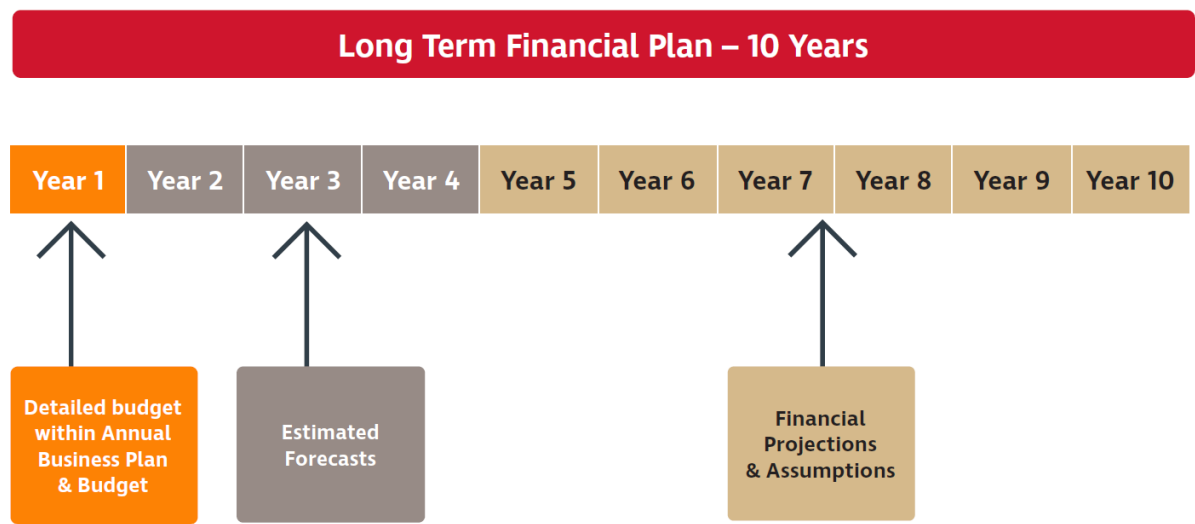 Long Term Financial Plan – 10 Years
Year 1
Year 2
Year 3
Year 4
Year 5
Year 6
Year 7
Year 8
Year 9
Year 10
Detailed budget
within Annual
Business Plan
& Budget
Estimated
Forecasts
Financial
Projections
& Assumptions